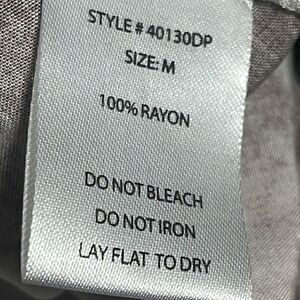 STYLE # 40130DP
SIZE: M
100% RAYON
DO NOT BLEACH
DO NOT IRON
LAY FLAT TO DRY